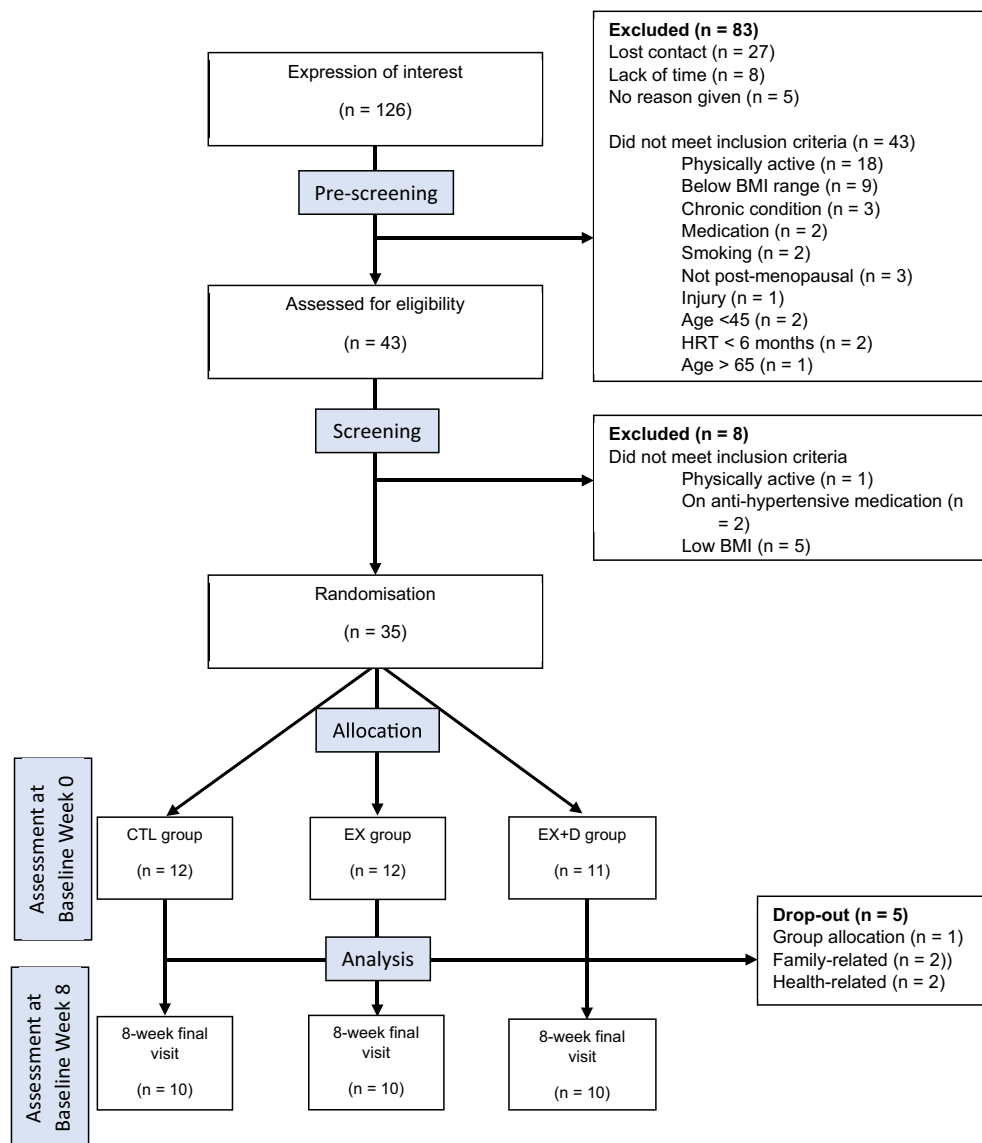 Expression of interest
(n = 126)
Excluded (n = 83)
Lost contact (n = 27)
Lack of time (n = 8)
No reason given (n = 5)
Did not meet inclusion criteria (n = 43)
Physically active (n = 18)
Below BMI range (n = 9)
Chronic condition (n = 3)
Medication (n = 2)
Smoking (n = 2)
Not post-menopausal (n = 3)
Injury (n = 1)
Age <45 (n = 2)
HRT < 6 months (n = 2)
Age > 65 (n = 1)
Pre-screening
Assessed for eligibility
(n = 43)
Screening
Excluded (n = 8)
Did not meet inclusion criteria
Physically active (n = 1)
On anti-hypertensive medication (n
= 2)
Low BMI (n = 5)
Randomisation
(n = 35)
Allocation
Assessment at
Baseline Week 0
CTL group
(n = 12)
EX group
(n = 12)
EX+D group
(n = 11)
Analysis
Drop-out (n = 5)
Group allocation (n = 1)
Family-related (n = 2))
Health-related (n = 2)
Assessment at
Baseline Week 8
8-week final
visit
(n = 10)
8-week final
visit
(n = 10)
8-week final
visit
(n = 10)